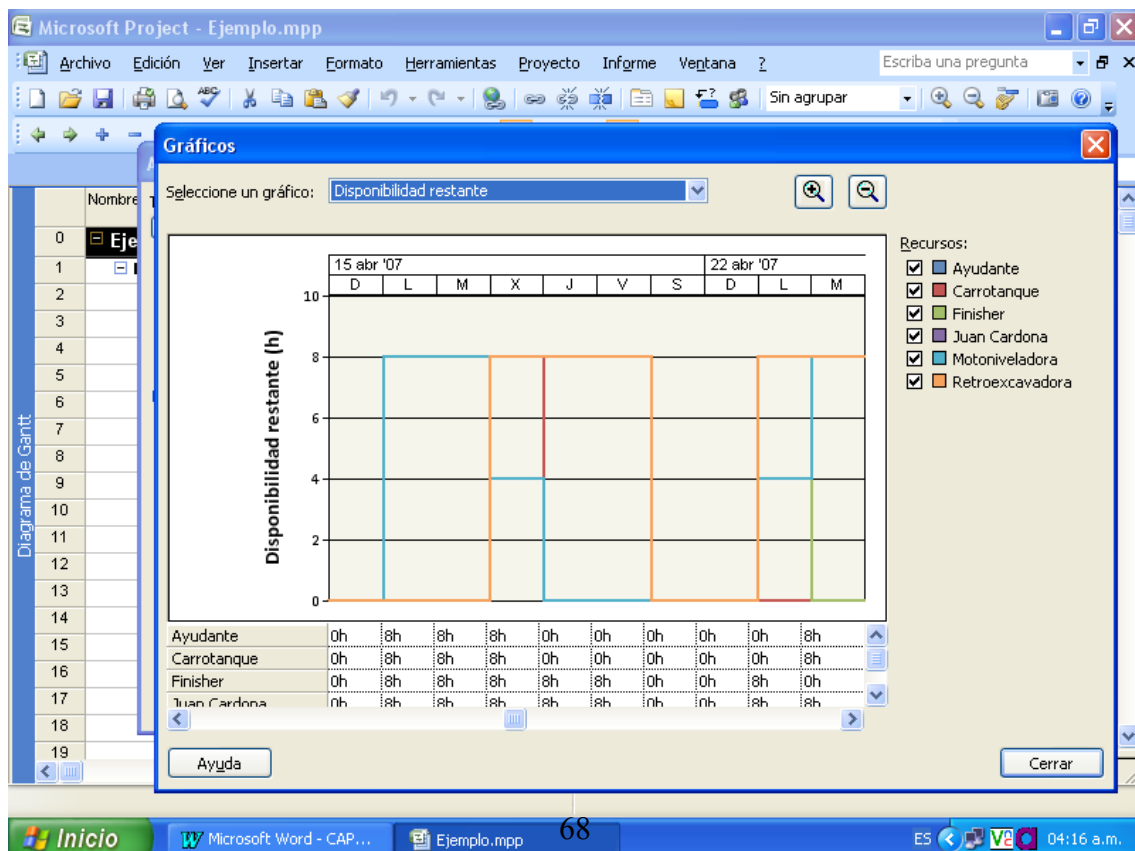 Microsoft Project - Ejemplo.mpp
Archivo Edición Ver Insertar Formato Herramientas Proyecto Informe Ventana ? Escriba una pregunta
Sin agrupar
Gráficos
Seleccione un gráfico: Disponibilidad restante
Nombre
Diagrama de Gantt
0 Eje
1
2
3
4
5
6
7
8
9
10
11
12
13
14
15
16
17
18
19
15 abr '07 22 abr '07
D L M X J V S D L M
Disponibilidad restante (h)
10
8
6
4
2
0
Recursos:
Ayudante
Carrotanque
Finisher
Juan Cardona
Motoniveladora
Retroexcavadora
Ayudante 0h 8h 8h 8h 0h 0h 0h 0h 0h 8h
Carrotanque 0h 8h 8h 8h 0h 0h 0h 0h 0h 8h
Finisher 0h 8h 8h 8h 8h 8h 0h 0h 8h 0h
Juan Cardona 0h 8h 8h 8h 8h 8h 0h 0h 8h 8h
Ayuda Cerrar
68
Inicio Microsoft Word - CAP... Ejemplo.mpp ES 04:16 a.m.